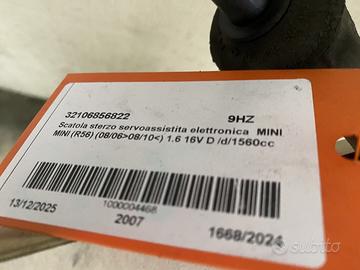 32106856822 9HZ
Scatola sterzo servoassistita elettronica MINI
MINI (R56) (08/06>08/10<) 1.6 16V D /d/1560cc
1000004468
13/12/2025 2007 1668/2024
subito